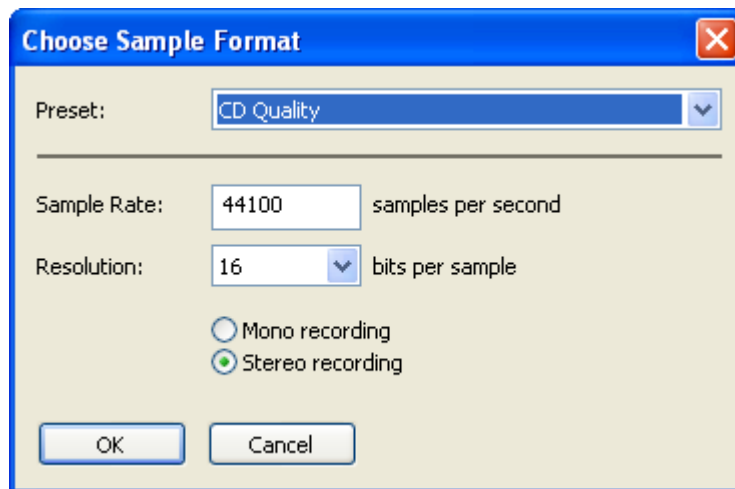 Choose Sample Format
Preset: CD Quality
Sample Rate: 44100 samples per second
Resolution: 16 bits per sample
Mono recording
Stereo recording
OK Cancel